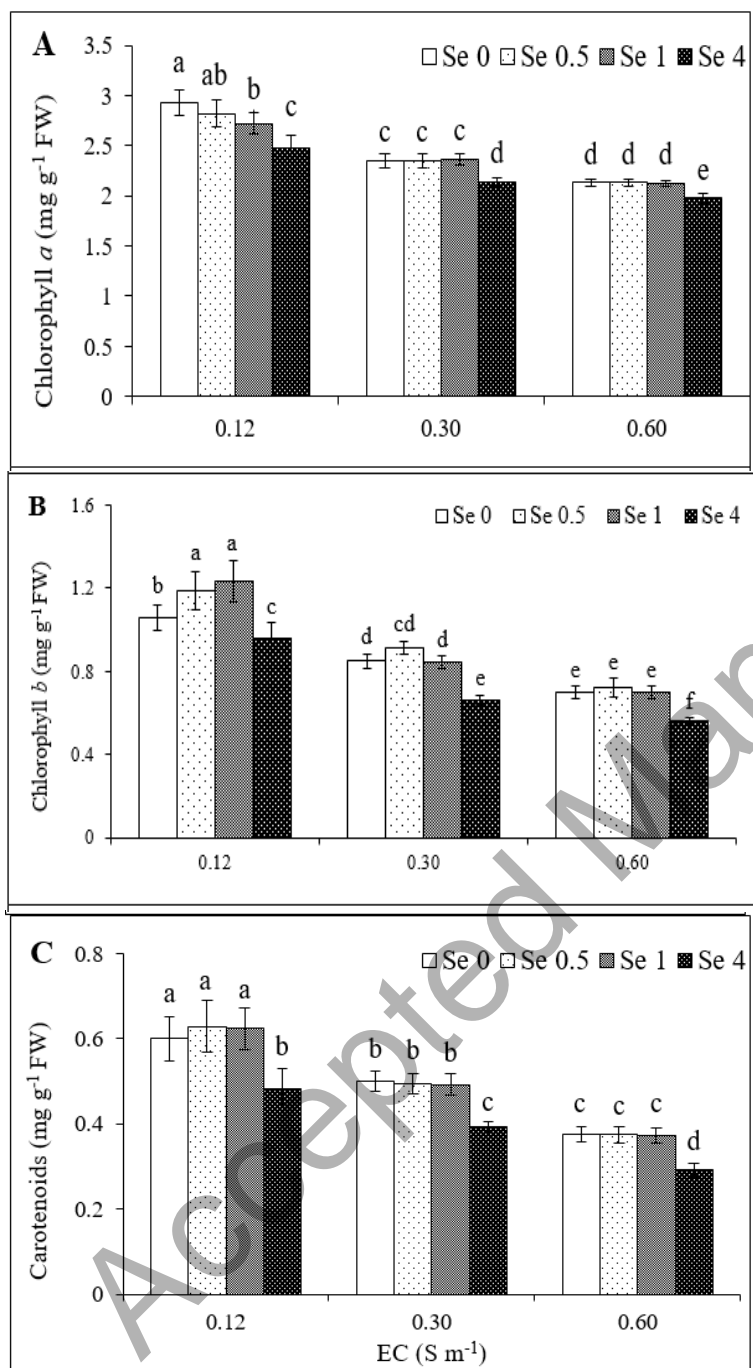 A
Se 0 Se 0.5 Se 1 Se 4
Chlorophyll a (mg g-1 FW)
3.5
3
2.5
2
1.5
1
0.5
0
a ab b c
c c c d
d d d e
0.12 0.30 0.60
B
Se 0 Se 0.5 Se 1 Se 4
Chlorophyll b (mg g-1 FW)
1.6
1.2
0.8
0.4
0
b a a c
d cd d e
e e e f
0.12 0.30 0.60
C
Se 0 Se 0.5 Se 1 Se 4
Carotenoids (mg g-1 FW)
0.8
0.6
0.4
0.2
0
a a a b
b b b c
c c c d
0.12 0.30 0.60
EC (S m-1)
Accepted